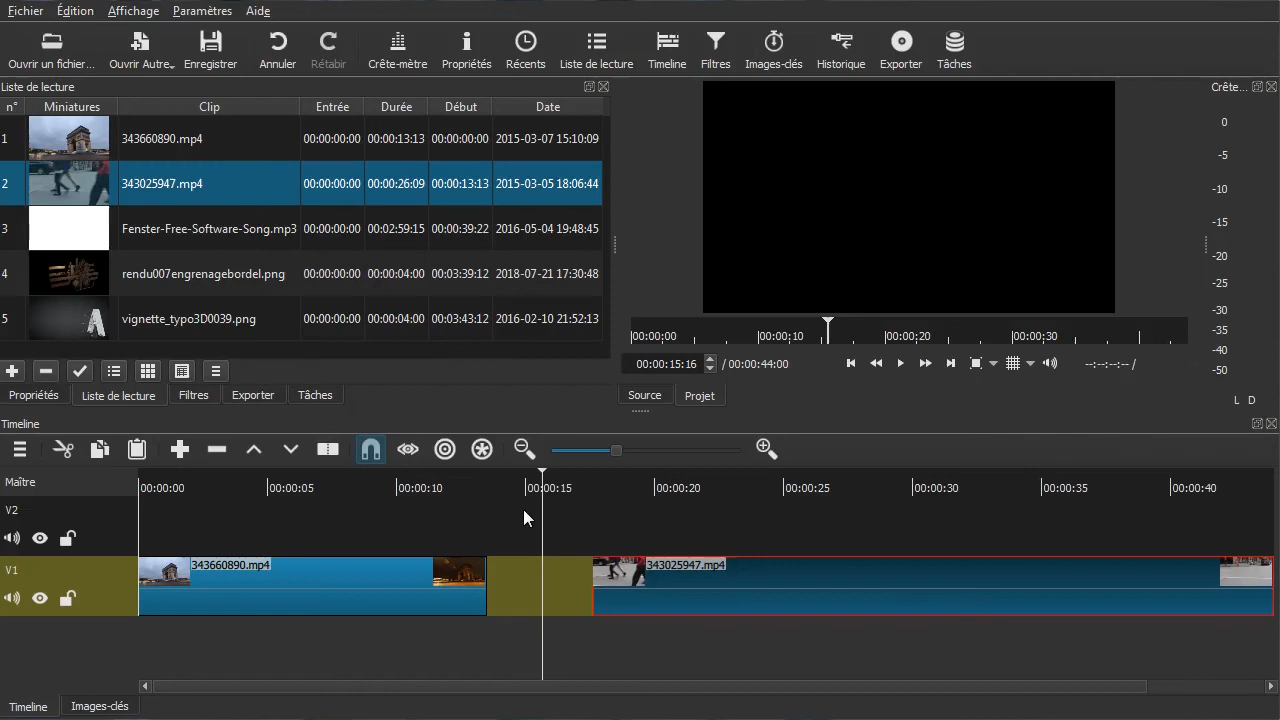 Fichier Édition Affichage Paramètres Aide
Ouvrir un fichier... Ouvrir Autre... Enregistrer Annuler Rétabir Crête-mètre Propriétés Récents Liste de lecture Timeline Filtres Images-clés Historique Exporter Tâches
Liste de lecture
Crête...
n° Miniatures Clip Entrée Durée Début Date
1 343660890.mp4 00:00:00:00 00:00:13:13 00:00:00:00 2015-03-07 15:10:09
2 343025947.mp4 00:00:00:00 00:00:26:09 00:00:13:13 2015-03-05 18:06:44
3 Fenster-Free-Software-Song.mp3 00:00:00:00 00:02:59:15 00:00:39:22 2016-05-04 19:48:45
4 rendu007engrenagebordel.png 00:00:00:00 00:00:04:00 00:03:39:12 2018-07-21 17:30:48
5 vignette_typo3D0039.png 00:00:00:00 00:00:04:00 00:03:43:12 2016-02-10 21:52:13
0
-5
-10
-15
-20
-25
-30
-35
-40
-50
L D
00:00:00 00:00:10 00:00:20 00:00:30
00:00:15:16 / 00:00:44:00 --:--:--:-- /
Propriétés Liste de lecture Filtres Exporter Tâches
Source Projet
Timeline
Maître 00:00:00 00:00:05 00:00:10 00:00:15 00:00:20 00:00:25 00:00:30 00:00:35 00:00:40
V2
V1 343660890.mp4 343025947.mp4
Timeline Images-clés